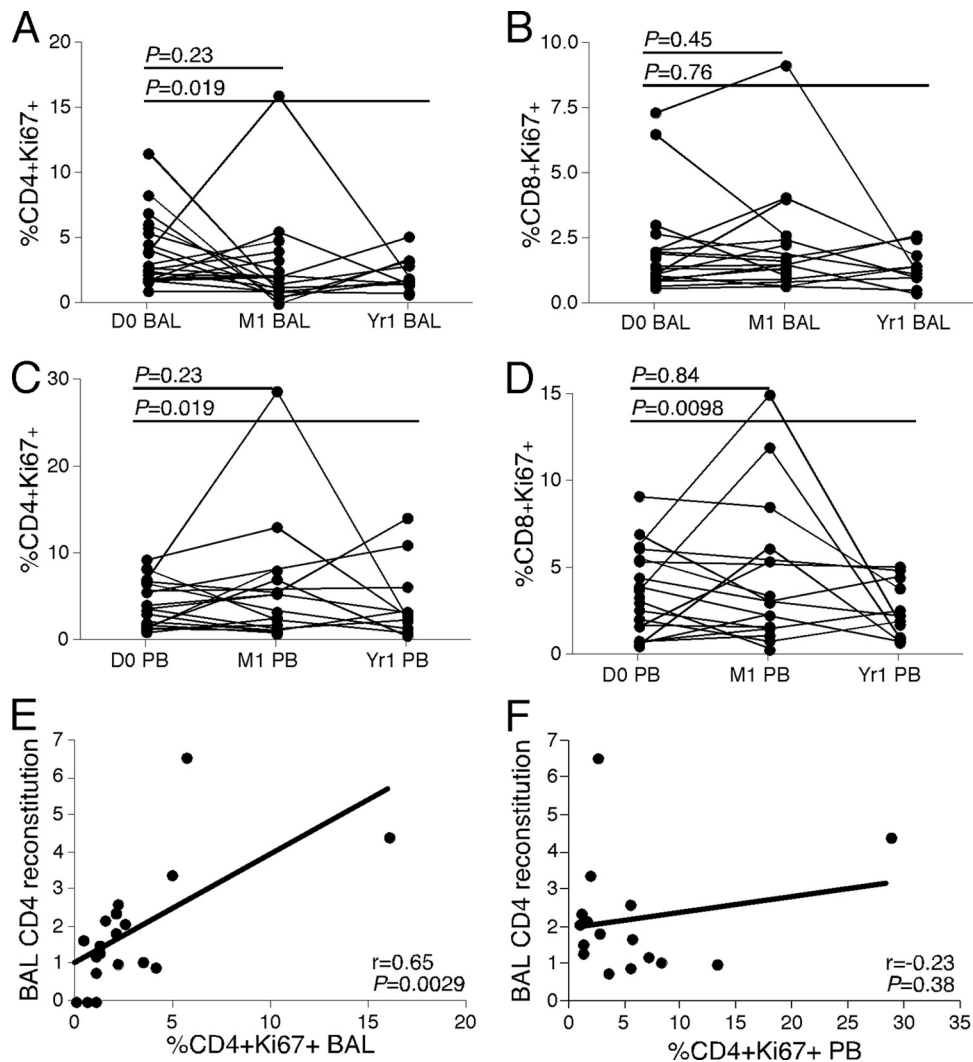 A
%CD4+Ki67+
20
15
10
5
0
P=0.23
P=0.019
D0 BAL M1 BAL Yr1 BAL
B
%CD8+Ki67+
10.0
7.5
5.0
2.5
0.0
P=0.45
P=0.76
D0 BAL M1 BAL Yr1 BAL
C
%CD4+Ki67+
30
20
10
0
P=0.23
P=0.019
D0 PB M1 PB Yr1 PB
D
%CD8+Ki67+
15
10
5
0
P=0.84
P=0.0098
D0 PB M1 PB Yr1 PB
E
BAL CD4 reconstitution
7
6
5
4
3
2
1
0
r=0.65
P=0.0029
0 5 10 15 20
%CD4+Ki67+ BAL
F
BAL CD4 reconstitution
7
6
5
4
3
2
1
0
r=-0.23
P=0.38
0 5 10 15 20 25 30 35
%CD4+Ki67+ PB